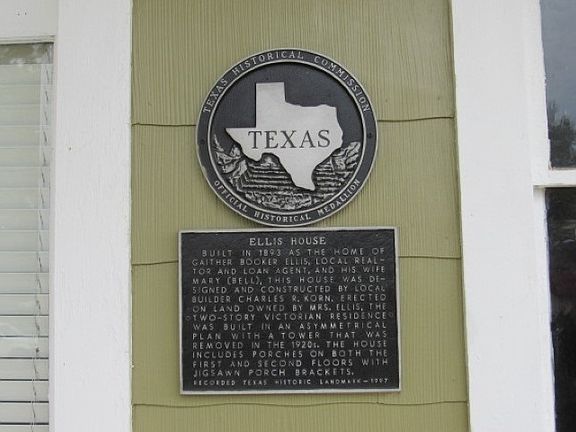 TEXAS HISTORICAL COMMISSION
TEXAS
OFFICIAL HISTORICAL MEDALLION
ELLIS HOUSE
BUILT IN 1893 AS THE HOME OF
GAITHER BOOKER ELLIS, LOCAL REAL-
TOR AND LOAN AGENT, AND HIS WIFE
MARY (BELL), THIS HOUSE WAS DE-
SIGNED AND CONSTRUCTED BY LOCAL
BUILDER CHARLES R. KORN. ERECTED
ON LAND OWNED BY MRS. ELLIS, THE
TWO-STORY VICTORIAN RESIDENCE
WAS BUILT IN AN ASYMMETRICAL
PLAN WITH A TOWER THAT WAS
REMOVED IN THE 1920s. THE HOUSE
INCLUDES PORCHES ON BOTH THE
FIRST AND SECOND FLOORS WITH
JIGSAWN PORCH BRACKETS.
RECORDED TEXAS HISTORIC LANDMARK-1997